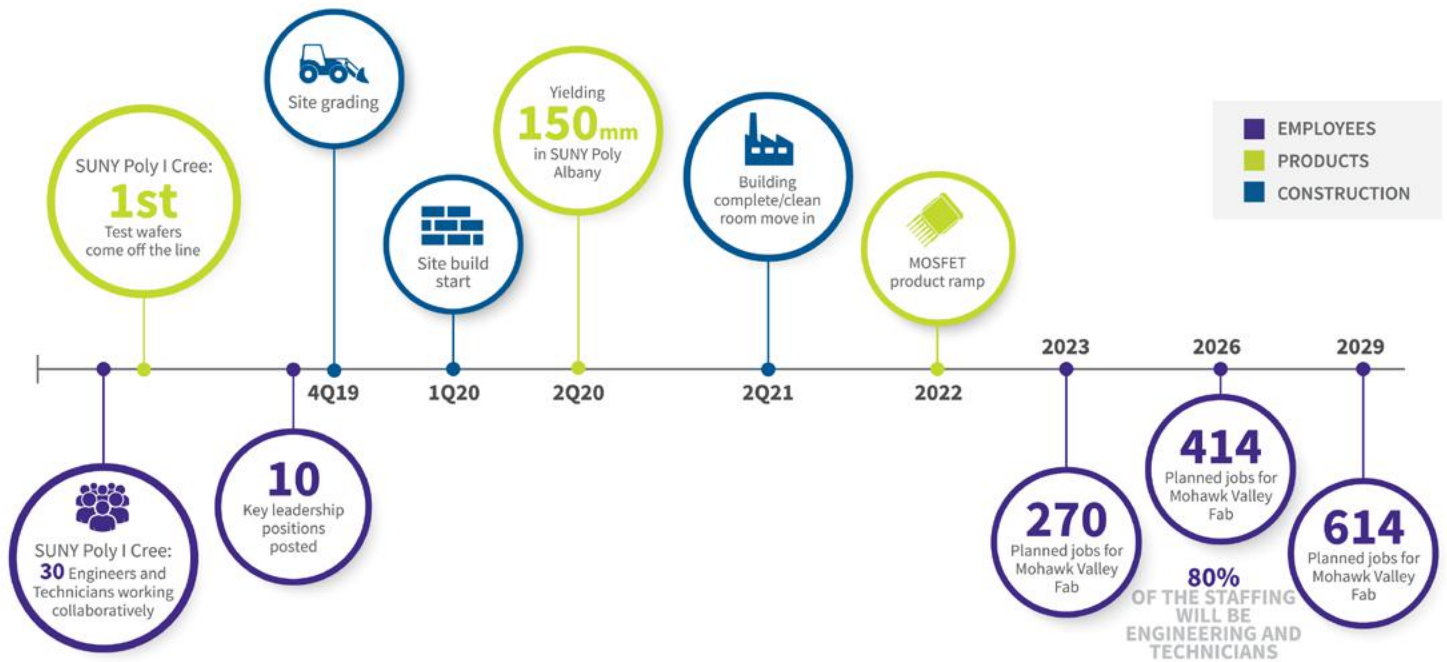 Site grading
SUNY Poly I Cree:
1st
Test wafers
come off the line
Yielding
150mm
in SUNY Poly
Albany
Site build
start
Building
complete/clean
room move in
MOSFET
product ramp
EMPLOYEES
PRODUCTS
CONSTRUCTION
4Q19
1Q20
2Q20
2Q21
2022
2023
2026
2029
SUNY Poly I Cree:
30 Engineers and
Technicians working
collaboratively
10
Key leadership
positions
posted
270
Planned jobs for
Mohawk Valley
Fab
414
Planned jobs for
Mohawk Valley
Fab
614
Planned jobs for
Mohawk Valley
Fab
80%
OF THE STAFFING
WILL BE
ENGINEERING AND
TECHNICIANS